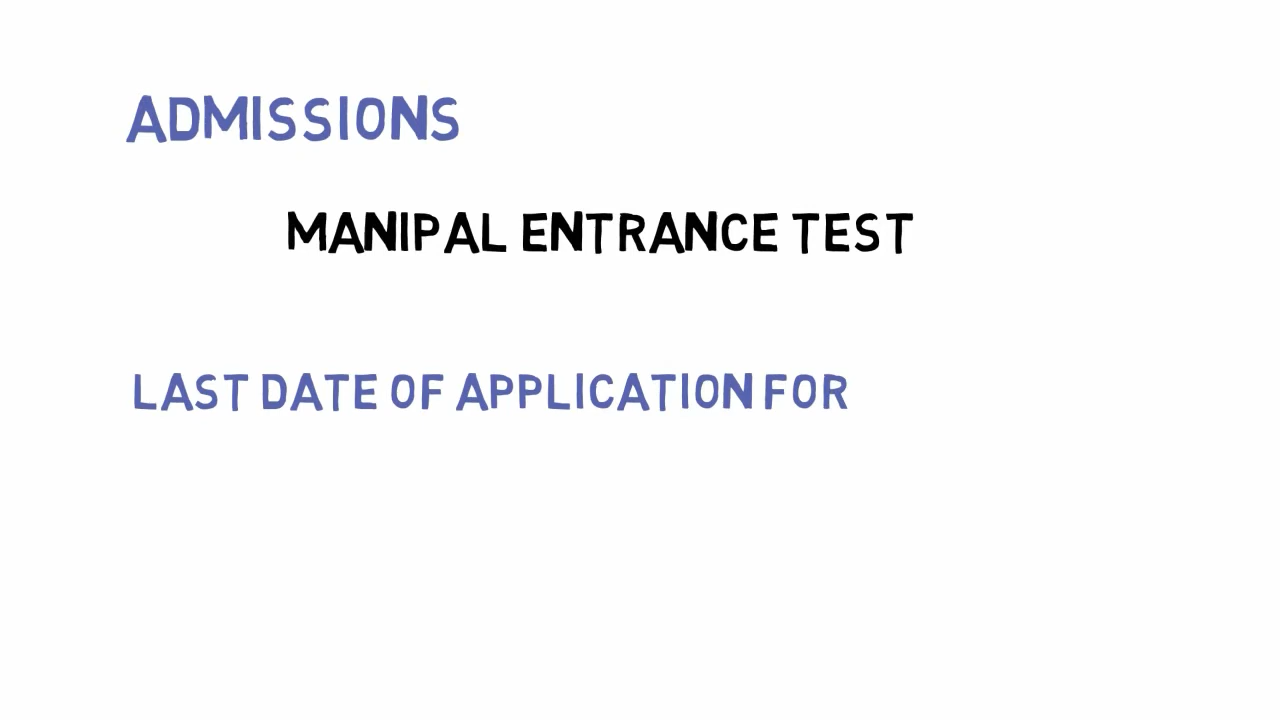 ADMISSIONS
MANIPAL ENTRANCE TEST
LAST DATE OF APPLICATION FOR